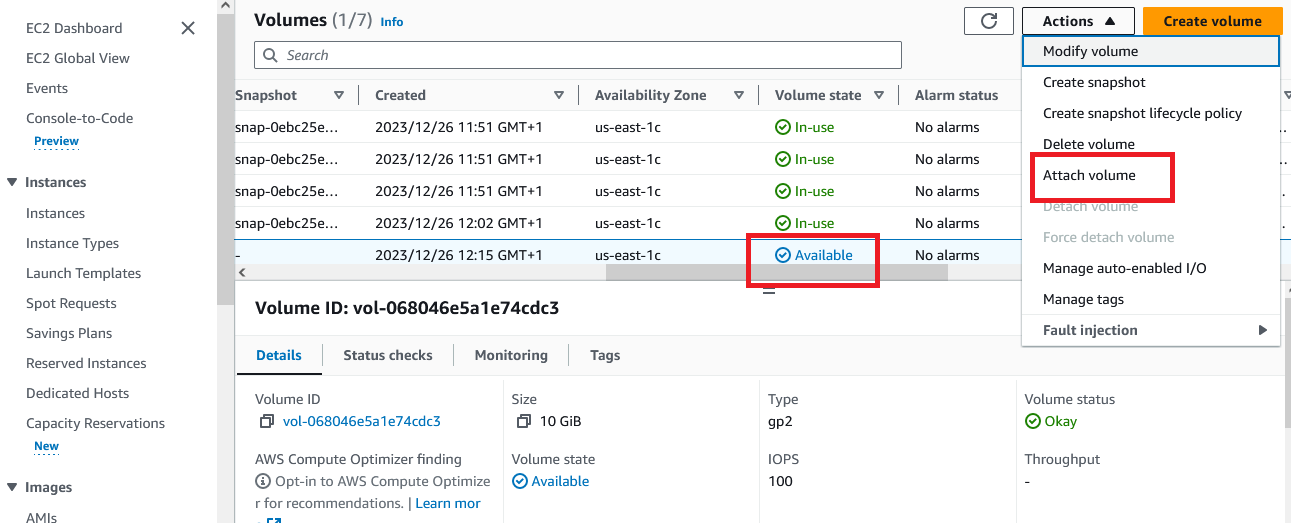 EC2 Dashboard
EC2 Global View
Events
Console-to-Code
Preview
Instances
Instances
Instance Types
Launch Templates
Spot Requests
Savings Plans
Reserved Instances
Dedicated Hosts
Capacity Reservations
New
Images
AMIs
Volumes (1/7) Info
Actions
Create volume
Search
Snapshot Created Availability Zone Volume state Alarm status
snap-0ebc25e... 2023/12/26 11:51 GMT+1 us-east-1c In-use No alarms
snap-0ebc25e... 2023/12/26 11:51 GMT+1 us-east-1c In-use No alarms
snap-0ebc25e... 2023/12/26 11:51 GMT+1 us-east-1c In-use No alarms
snap-0ebc25e... 2023/12/26 12:02 GMT+1 us-east-1c In-use No alarms
- 2023/12/26 12:15 GMT+1 us-east-1c Available No alarms
Modify volume
Create snapshot
Create snapshot lifecycle policy
Delete volume
Attach volume
Detach volume
Force detach volume
Manage auto-enabled I/O
Manage tags
Fault injection
Volume ID: vol-068046e5a1e74cdc3
Details Status checks Monitoring Tags
Volume ID Size Type Volume status
vol-068046e5a1e74cdc3 10 GiB gp2 Okay
AWS Compute Optimizer finding Volume state IOPS Throughput
Opt-in to AWS Compute Optimize Available 100 -
r for recommendations. | Learn mor